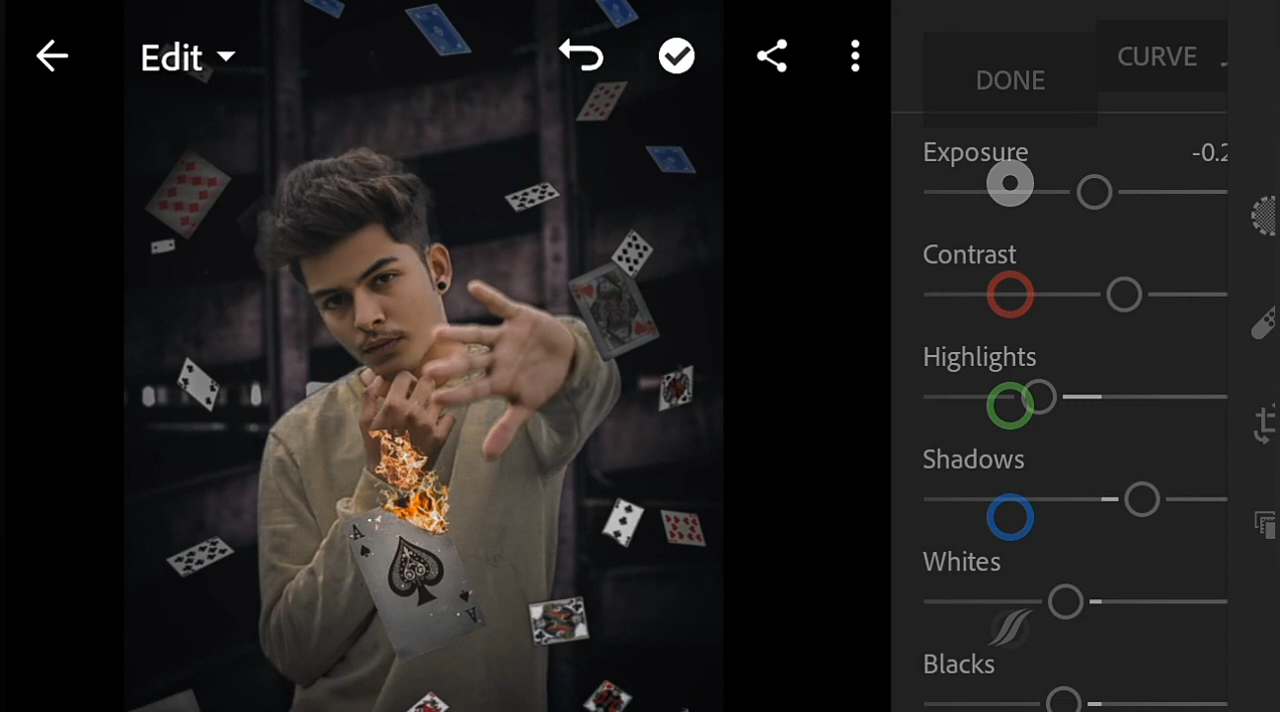 Edit
DONE
CURVE
Exposure
-0.2
Contrast
Highlights
Shadows
Whites
Blacks
A
A